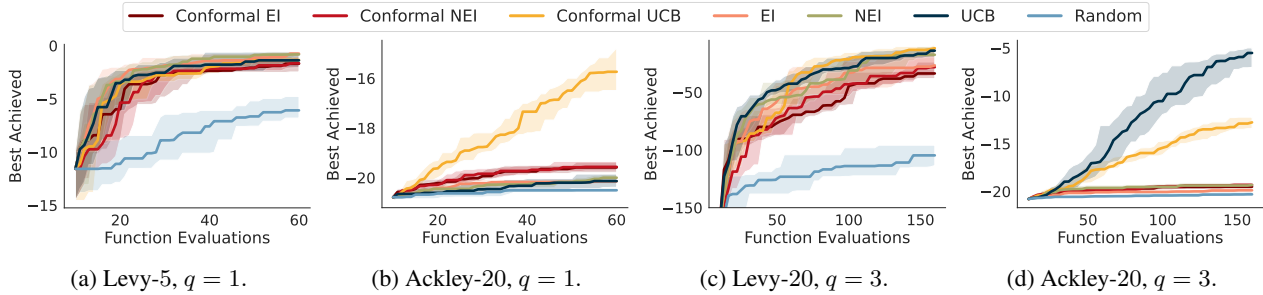 Conformal EI Conformal NEI Conformal UCB EI NEI UCB Random
Best Achieved
0
−5
−10
−15
20 40 60
Function Evaluations
(a) Levy-5, q = 1.
Best Achieved
−16
−18
−20
20 40 60
Function Evaluations
(b) Ackley-20, q = 1.
Best Achieved
−50
−100
−150
50 100 150
Function Evaluations
(c) Levy-20, q = 3.
Best Achieved
−5
−10
−15
−20
50 100 150
Function Evaluations
(d) Ackley-20, q = 3.